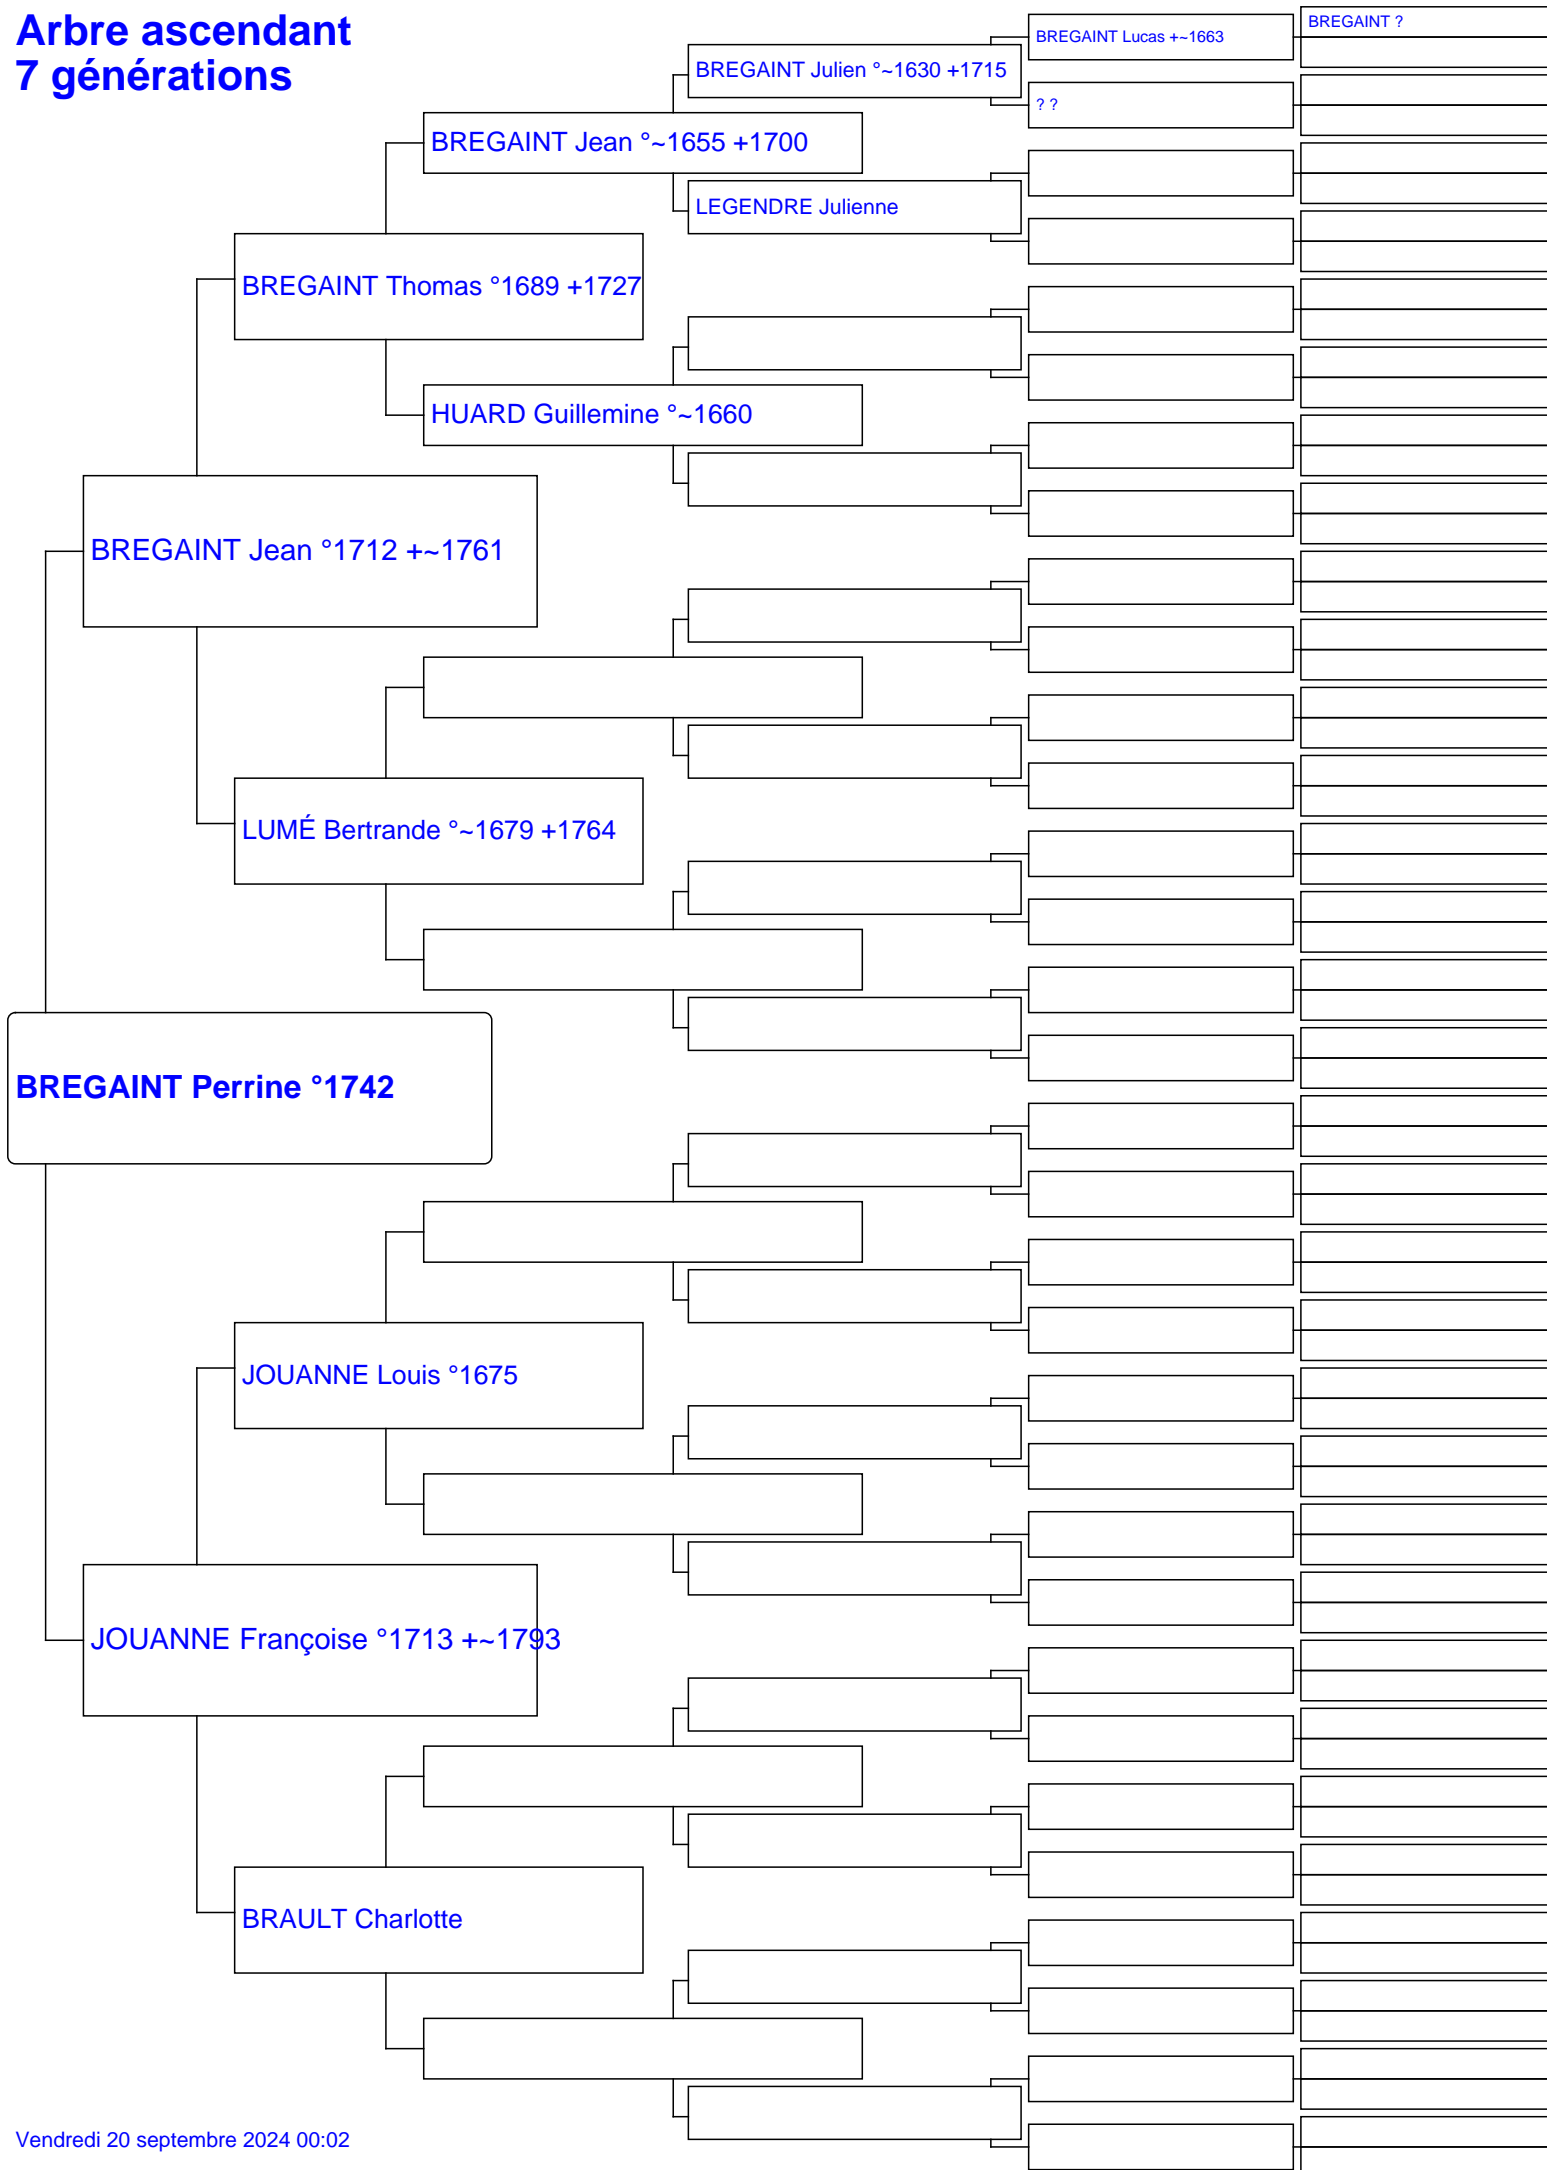 Arbre ascendant
7 générations
BREGAINT ?
BREGAINT Lucas +~1663
BREGAINT Julien °~1630 +1715
? ?
BREGAINT Jean °~1655 +1700
LEGENDRE Julienne
BREGAINT Thomas °1689 +1727
HUARD Guillemine °~1660
BREGAINT Jean °1712 +~1761
LUMÉ Bertrande °~1679 +1764
BREGAINT Perrine °1742
JOUANNE Louis °1675
JOUANNE Françoise °1713 +~1793
BRAULT Charlotte
Vendredi 20 septembre 2024 00:02